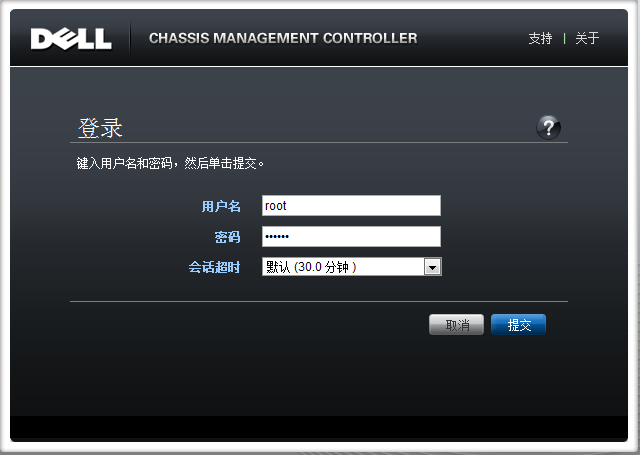 DELL
CHASSIS MANAGEMENT CONTROLLER
支持 | 关于
登录
?
键入用户名和密码，然后单击提交。
用户名 root
密码 ••••••
会话超时 默认 (30.0 分钟 )
取消 提交